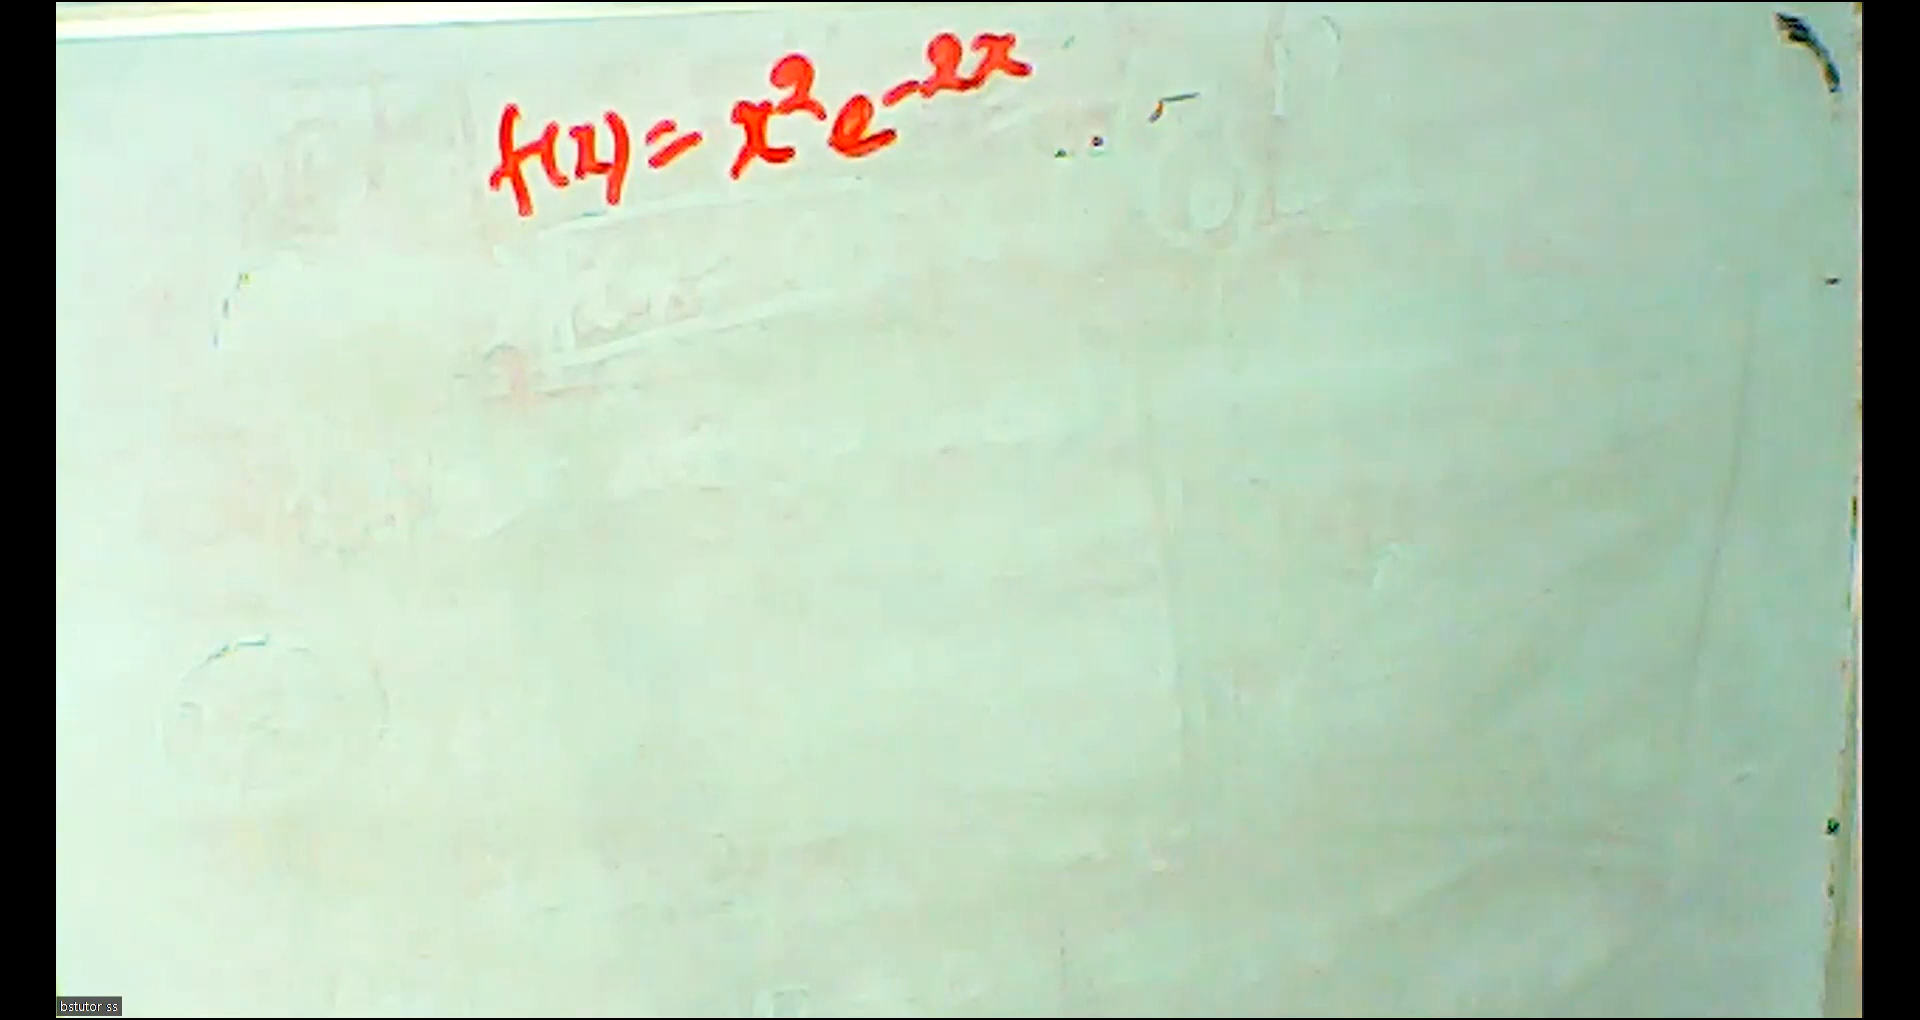 f(x) = x²e⁻²ˣ
bstutor ss